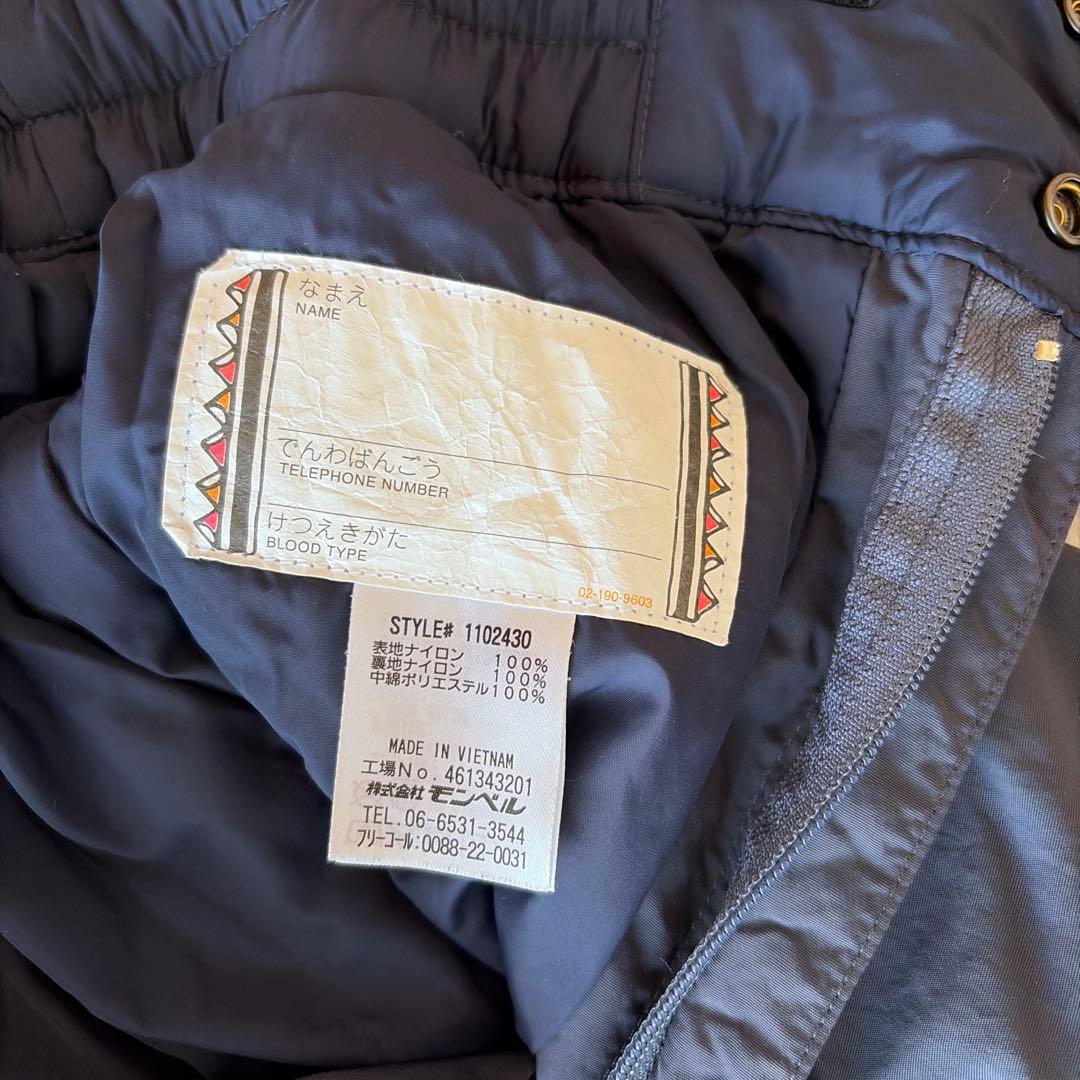 なまえ
NAME
でんわばんごう
TELEPHONE NUMBER
けつえきがた
BLOOD TYPE
02-190-9603
STYLE# 1102430
表地ナイロン 100%
裏地ナイロン 100%
中綿ポリエステル100%
MADE IN VIETNAM
工場No. 461343201
株式会社 モンベル
TEL.06-6531-3544
フリーコール:0088-22-0031